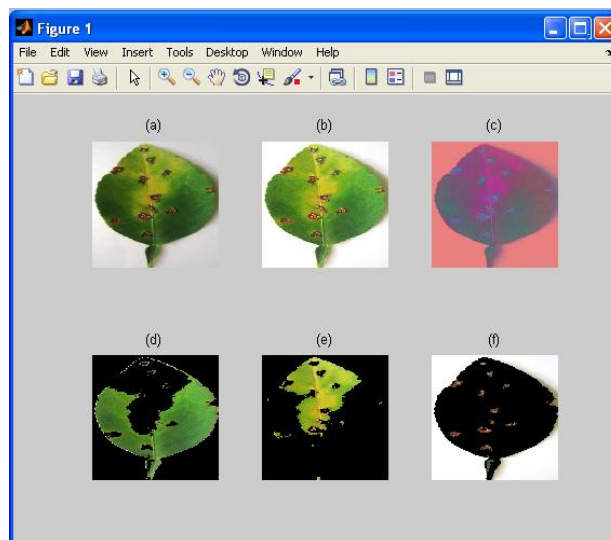 Figure 1
File Edit View Insert Tools Desktop Window Help
(a) (b) (c)
(d) (e) (f)